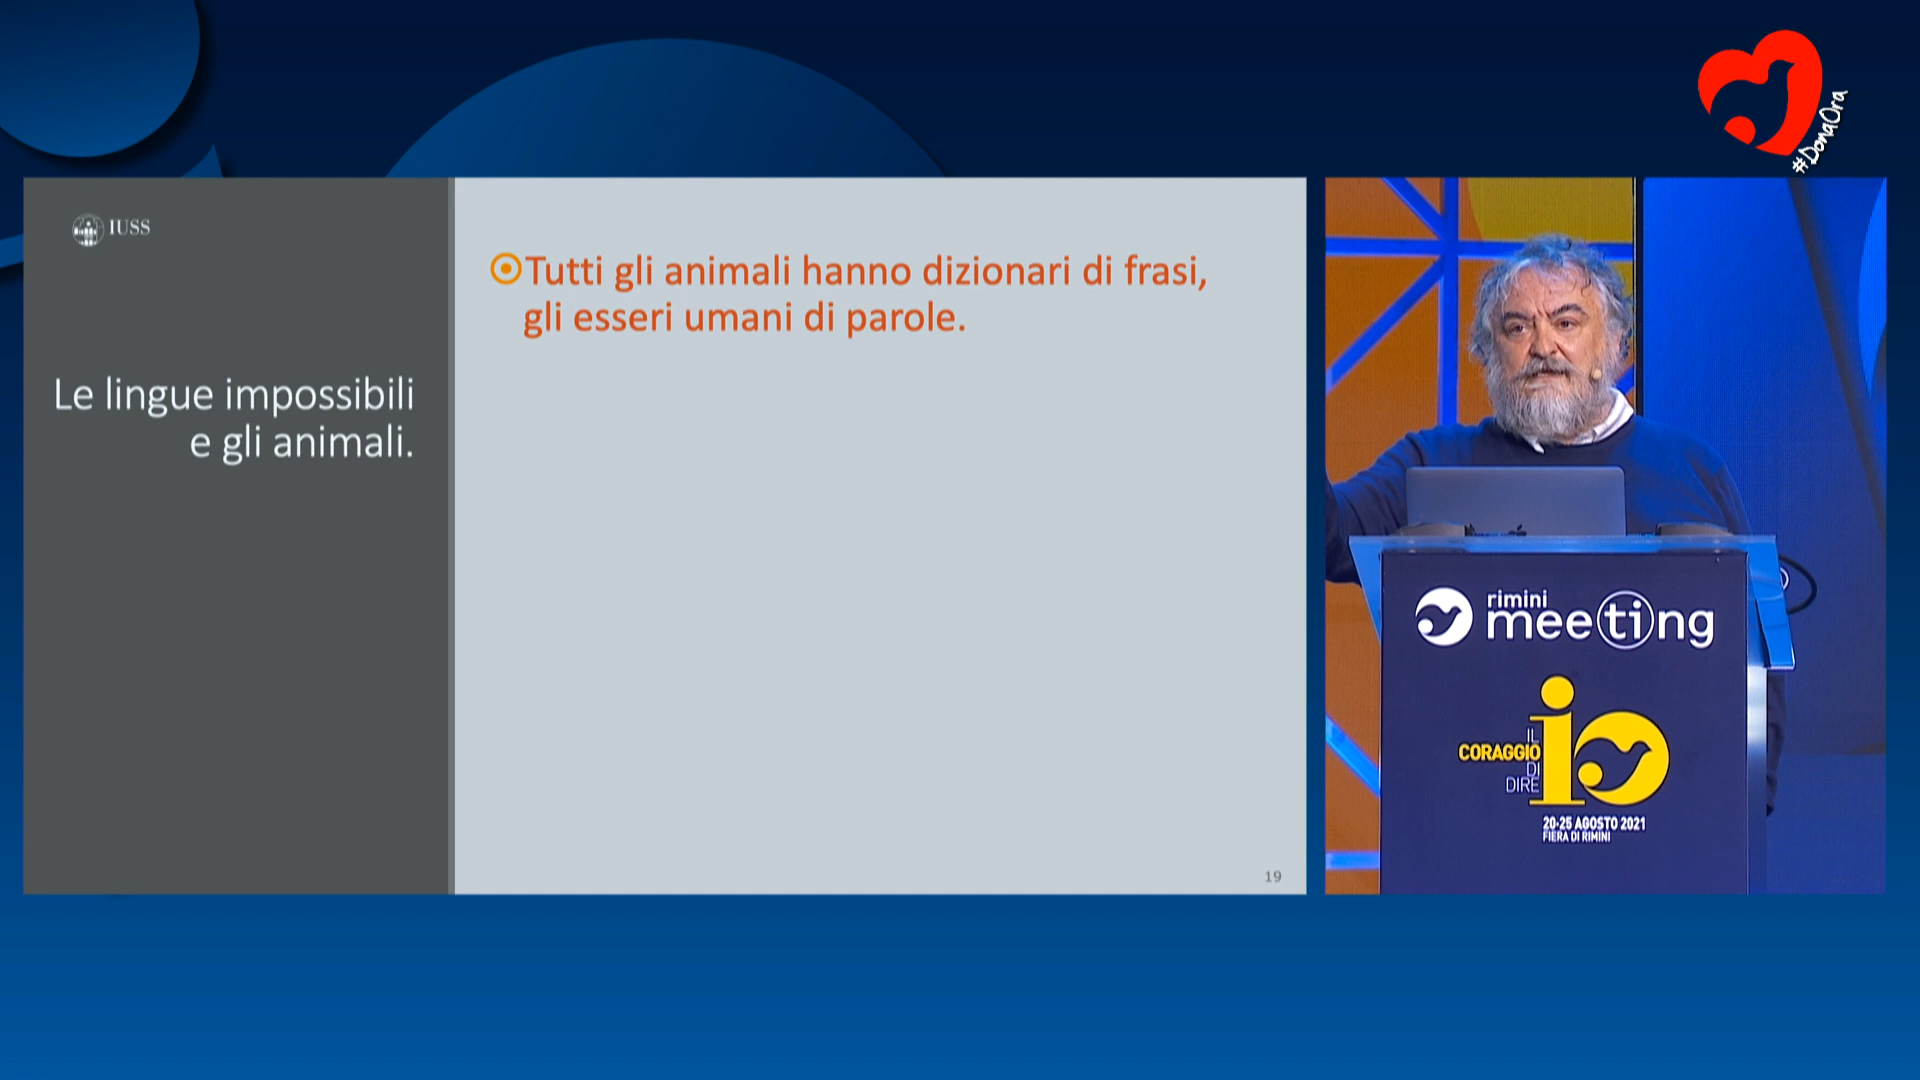 #DonaOra
IUSS
Le lingue impossibili
e gli animali.
Tutti gli animali hanno dizionari di frasi,
gli esseri umani di parole.
19
rimini
meeting
IL
CORAGGIO
DI
DIRE
io
20-25 AGOSTO 2021
FIERA DI RIMINI